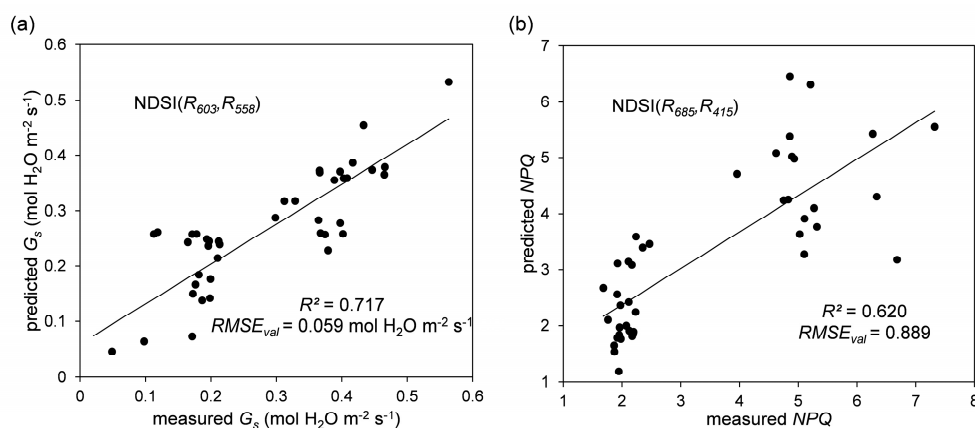 (a)
predicted Gs (mol H2O m-2 s-1)
0.6
0.5
0.4
0.3
0.2
0.1
0
NDSI(R603,R558)
R² = 0.717
RMSEval = 0.059 mol H2O m-2 s-1
0 0.1 0.2 0.3 0.4 0.5 0.6
measured Gs (mol H2O m-2 s-1)
(b)
predicted NPQ
7
6
5
4
3
2
1
NDSI(R685,R415)
R² = 0.620
RMSEval = 0.889
1 2 3 4 5 6 7 8
measured NPQ